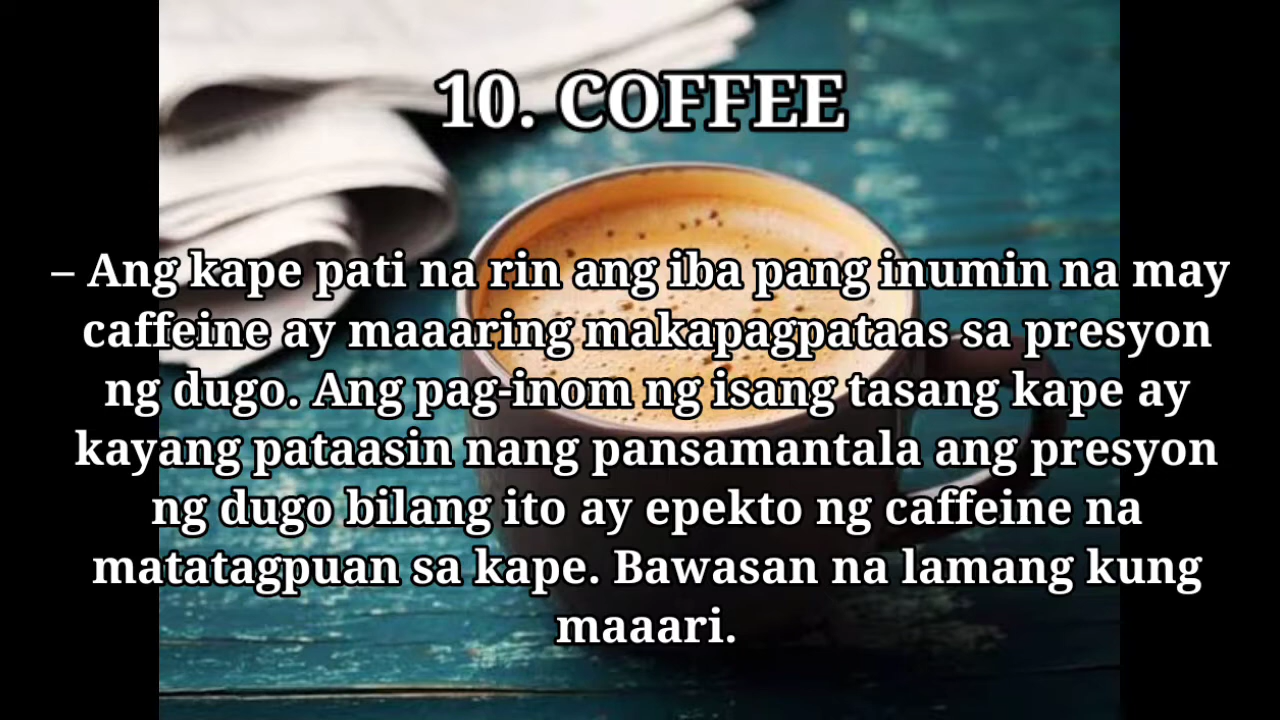 10. COFFEE
– Ang kape pati na rin ang iba pang inumin na may
caffeine ay maaaring makapagpataas sa presyon
ng dugo. Ang pag-inom ng isang tasang kape ay
kayang pataasin nang pansamantala ang presyon
ng dugo bilang ito ay epekto ng caffeine na
matatagpuan sa kape. Bawasan na lamang kung
maaari.